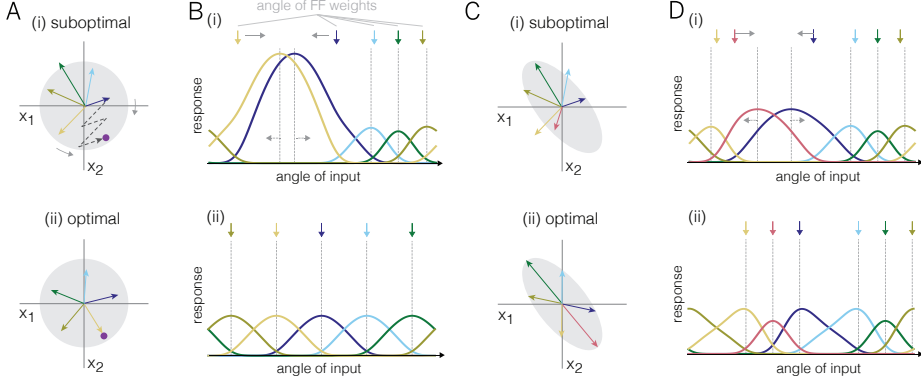 A
(i) suboptimal
x1
x2
(ii) optimal
x1
x2
B
angle of FF weights
(i)
response
angle of input
(ii)
response
angle of input
C
(i) suboptimal
x1
x2
(ii) optimal
x1
x2
D
(i)
response
angle of input
(ii)
response
angle of input